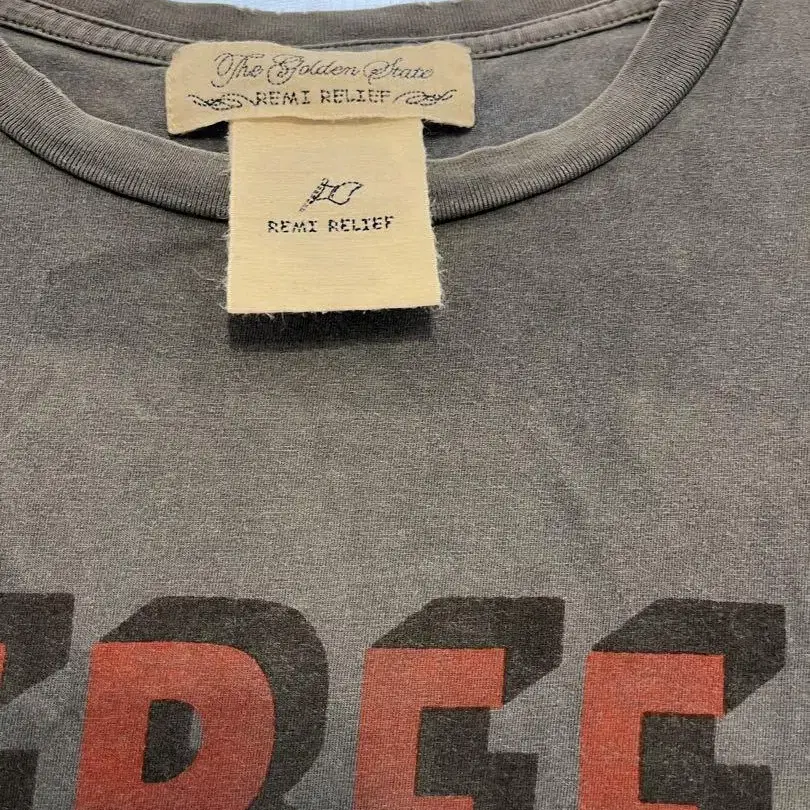 The Golden State
REMI RELIEF
REMI RELIEF
FREE